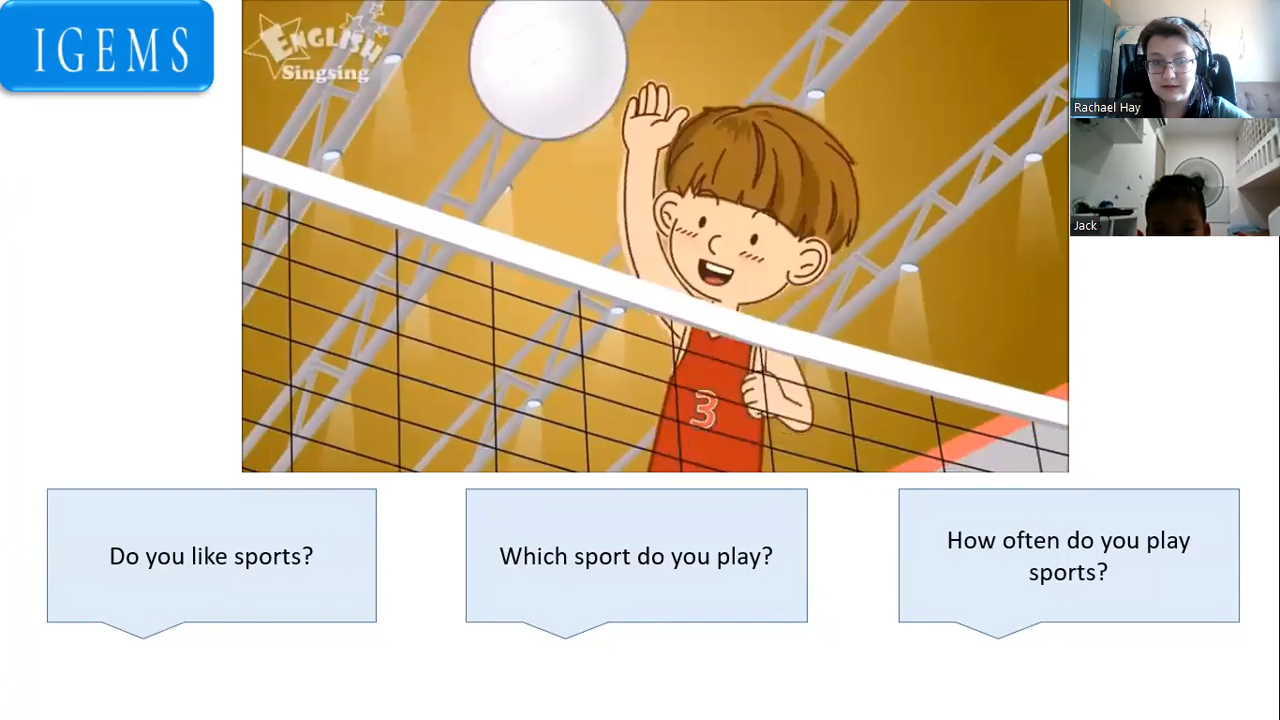 IGEMS
ENGLISH
Singsing
Rachael Hay
Jack
3
Do you like sports?
Which sport do you play?
How often do you play
sports?